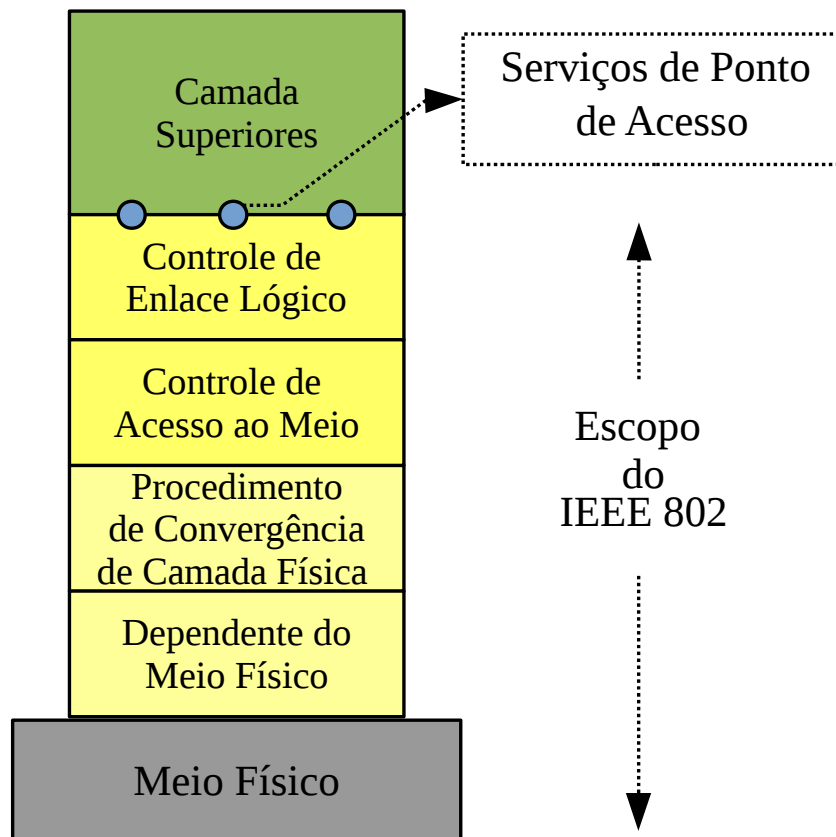 Camada
Superiores
Serviços de Ponto
de Acesso
Controle de
Enlace Lógico
Controle de
Acesso ao Meio
Procedimento
de Convergência
de Camada Física
Dependente do
Meio Físico
Meio Físico
Escopo
do
IEEE 802